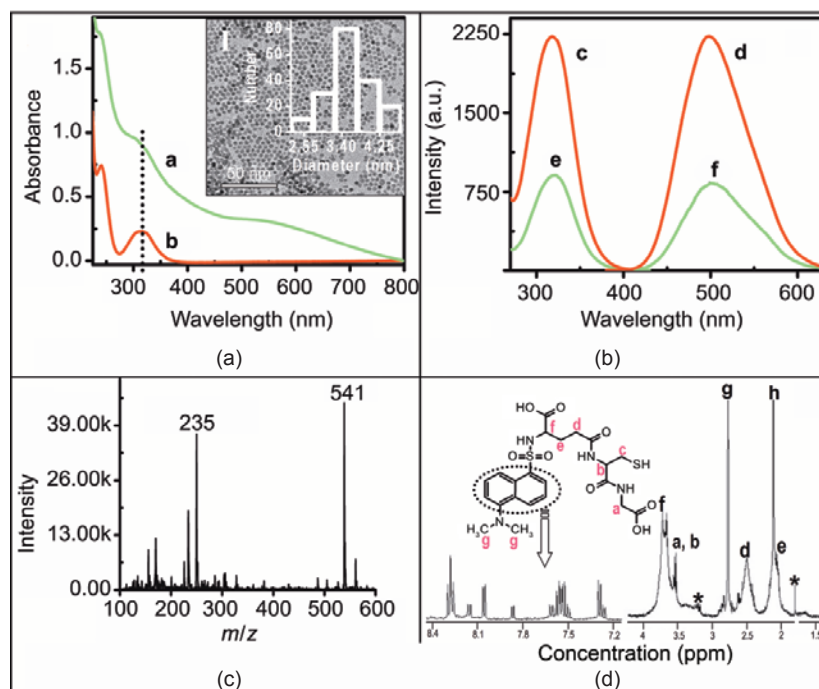 1.5
1.0
0.5
0.0
Absorbance
a
b
i
80
60
40
20
0
Number
2.55 3.40 4.25
Diameter (nm)
50 nm
300 400 500 600 700 800
Wavelength (nm)
(a)
2250
1500
750
Intensity (a.u.)
c
d
e
f
300 400 500 600
Wavelength (nm)
(b)
39.00k
26.00k
13.00k
0.00
Intensity
235
541
100 200 300 400 500 600
m/z
(c)
HO
O
f
d
HN
e
O
c
O
S
O
HN
b
SH
O
NH
a
O
OH
N
H₃C
CH₃
g
g
g
h
f
a, b
d
e
*
*
8.4 8.1 7.8 7.5 7.2
4 3.5 3 2.5 2 1.5
Concentration (ppm)
(d)